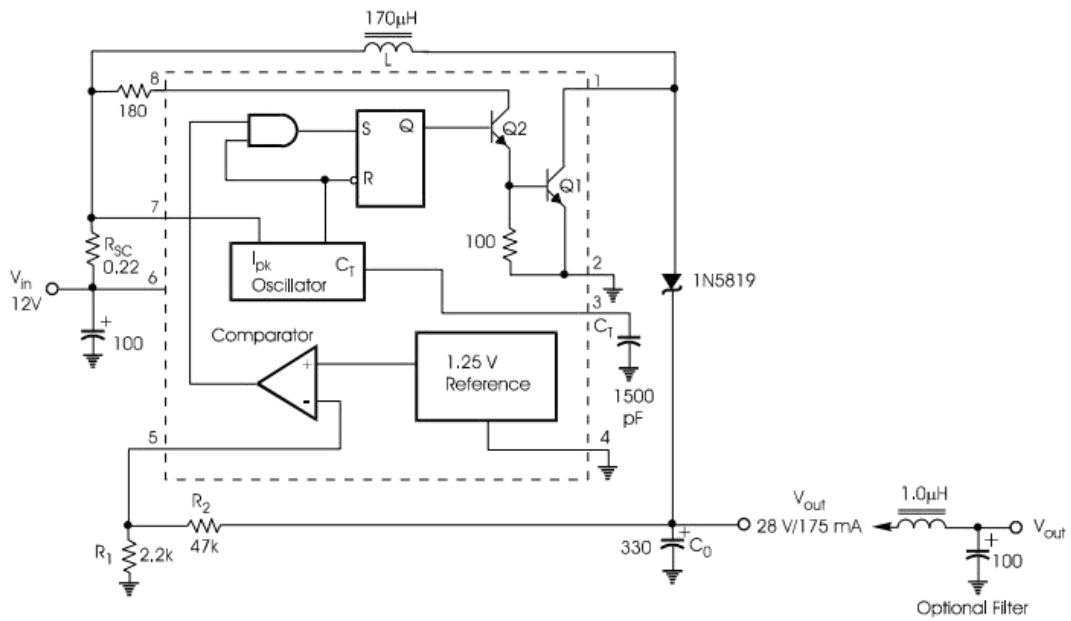 170μH
L
8
1
180
S
Q
Q2
R
Q1
7
R_SC
0.22
I_pk
C_T
Oscillator
100
2
1N5819
V_in
12V
6
3
C_T
+
100
Comparator
+
-
1.25 V
Reference
1500
pF
5
4
R_2
47k
R_1
2.2k
V_out
28 V/175 mA
1.0μH
V_out
330
+
C_0
+
100
Optional Filter